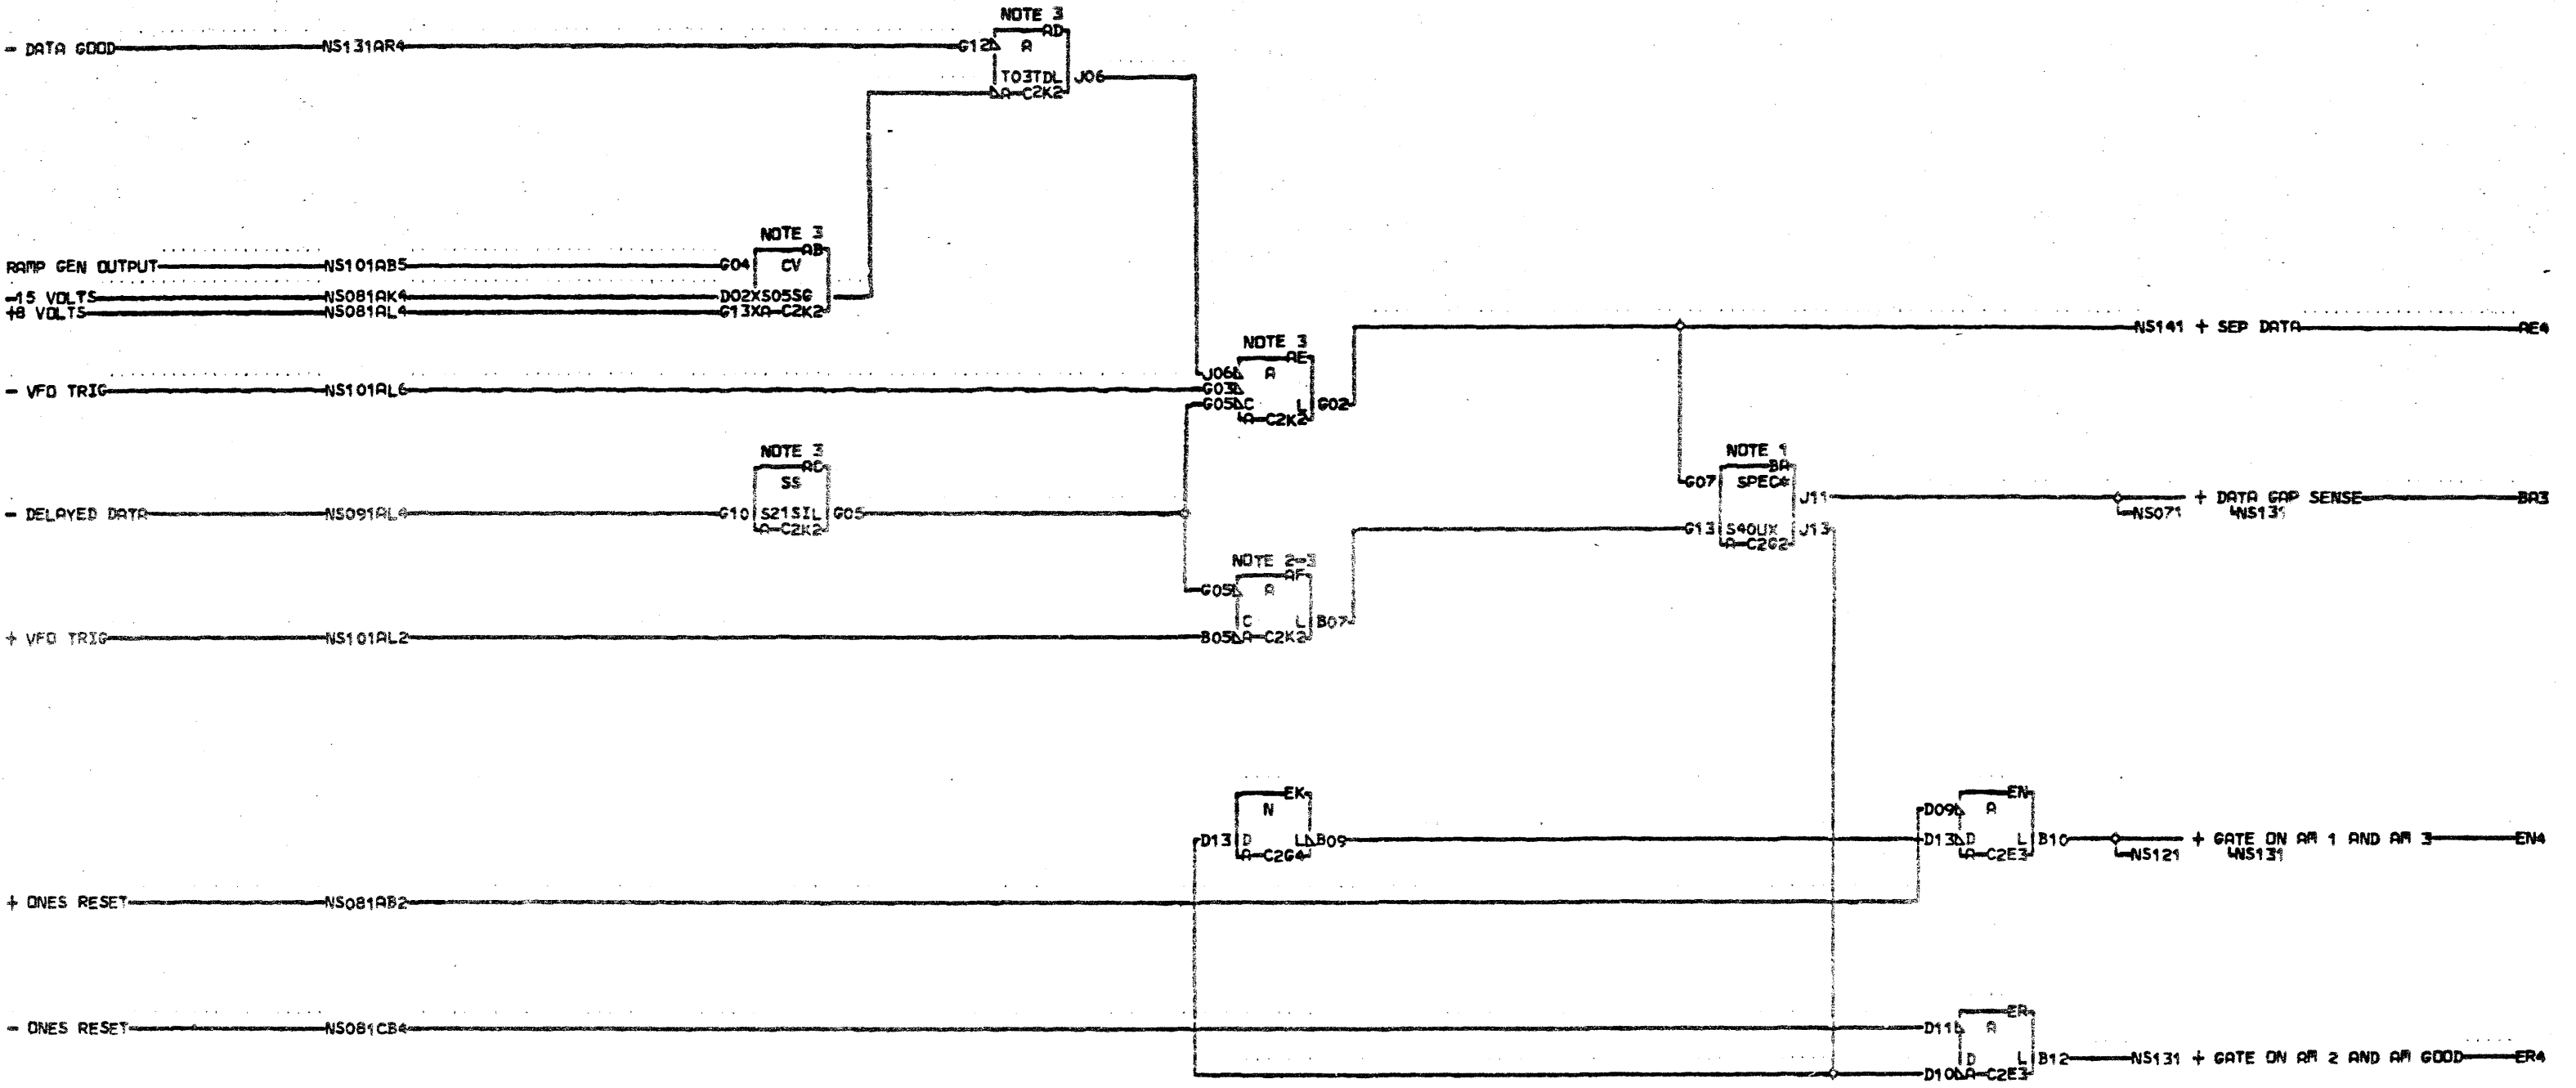 NOTE 3
AD
- DATA GOOD NS131AR4 G12 A
T03TDL J06
A C2K2
NOTE 3
AB
RAMP GEN OUTPUT NS101AB5 G04 CV
-15 VOLTS NS081AK4 D02XS05SG
+8 VOLTS NS081AL4 G13XA C2K2
NS141 + SEP DATA AE4
NOTE 3
AE
J06 A
- VFO TRIG NS101AL6 G03
G05 C L G02
A C2K2
NOTE 3
AC
SS
- DELAYED DATA NS091AL4 G10 S21SIL G05
A C2K2
NOTE 1
BA
G07 SPEC* J11 + DATA GAP SENSE BA3
NS071 NS131
G13 S40UX J13
A C2G2
NOTE 2-3
AF
G05 A
C L B07
+ VFO TRIG NS101AL2 B05 A C2K2
EK
N
D13 D L B09
A C2G4
EN
D09 A
D13 D L B10 + GATE ON AM 1 AND AM 3 EN4
A C2E3 NS121 NS131
+ ONES RESET NS081AB2
ER
- ONES RESET NS081CB4 D11 A
D L B12 NS131 + GATE ON AM 2 AND AM GOOD ER4
D10 A C2E3